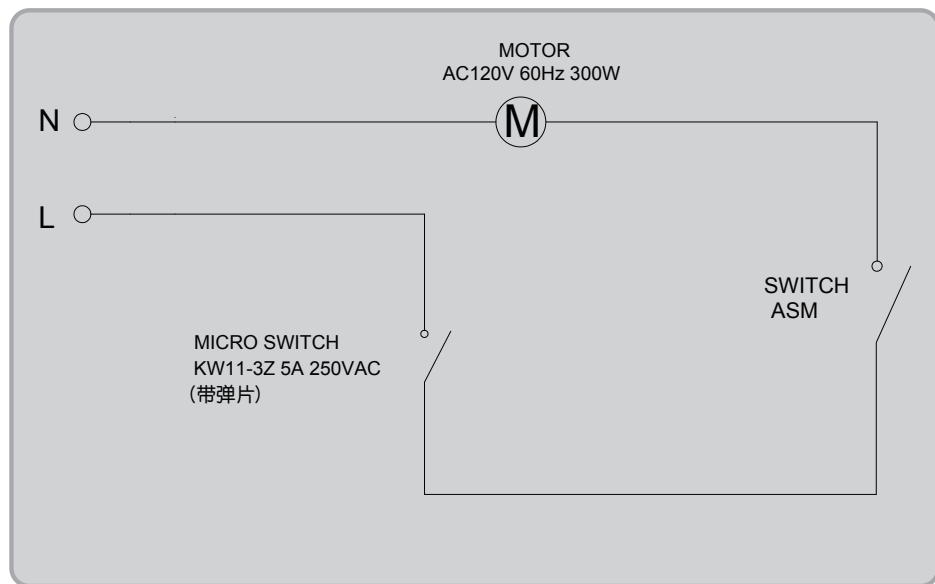 MOTOR
AC120V 60Hz 300W
N
M
L
SWITCH
ASM
MICRO SWITCH
KW11-3Z 5A 250VAC
(带弹片)